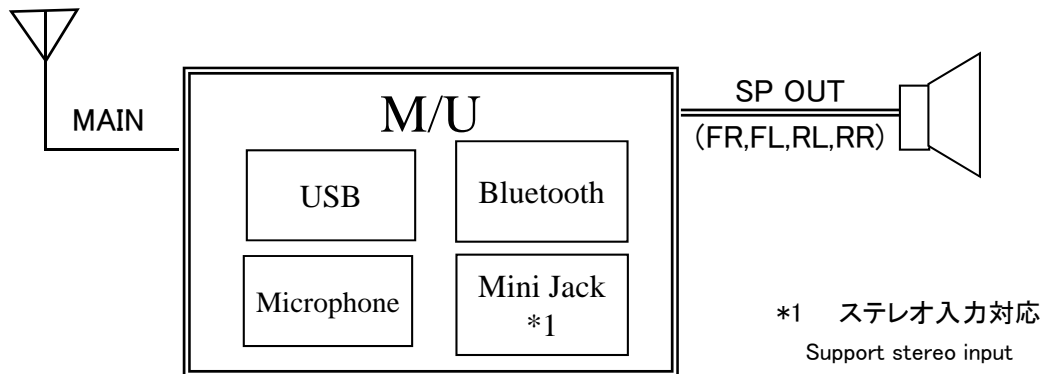 MAIN
M/U
USB
Bluetooth
Microphone
Mini Jack
*1
SP OUT
(FR,FL,RL,RR)
*1 ステレオ入力対応
Support stereo input